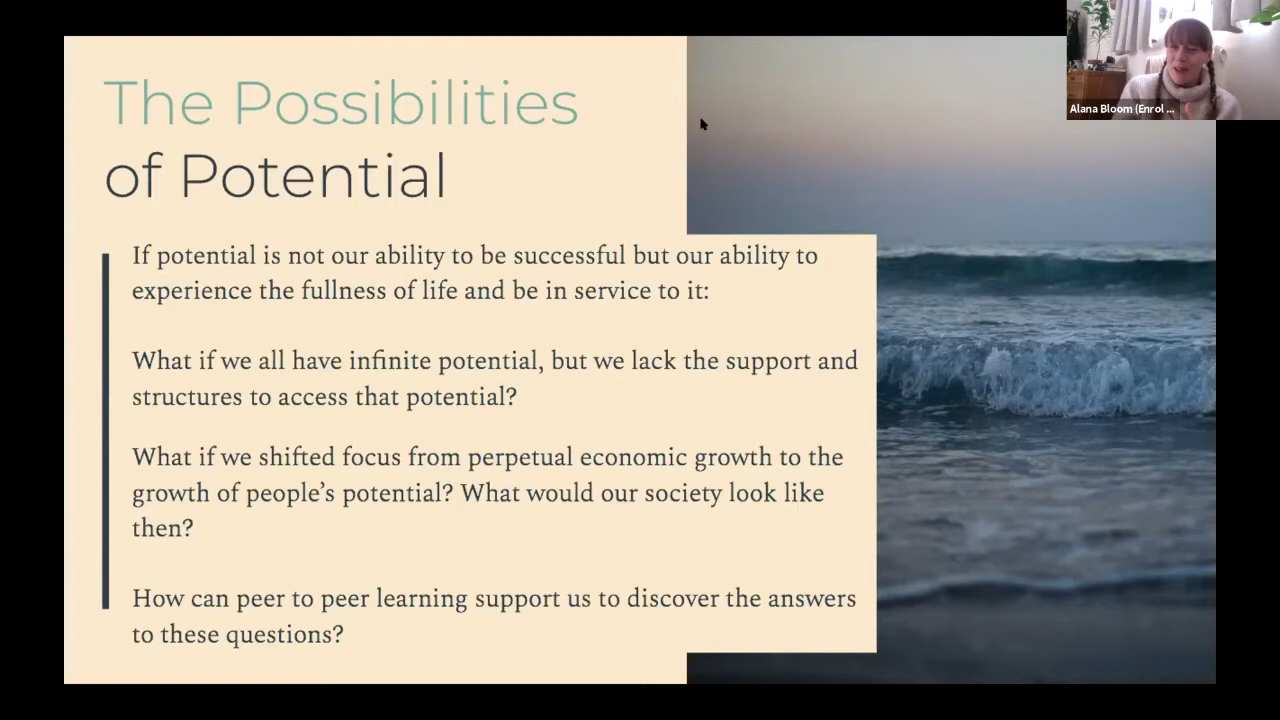 The Possibilities
of Potential
If potential is not our ability to be successful but our ability to
experience the fullness of life and be in service to it:
What if we all have infinite potential, but we lack the support and
structures to access that potential?
What if we shifted focus from perpetual economic growth to the
growth of people’s potential? What would our society look like
then?
How can peer to peer learning support us to discover the answers
to these questions?
Alana Bloom (Enrol ...